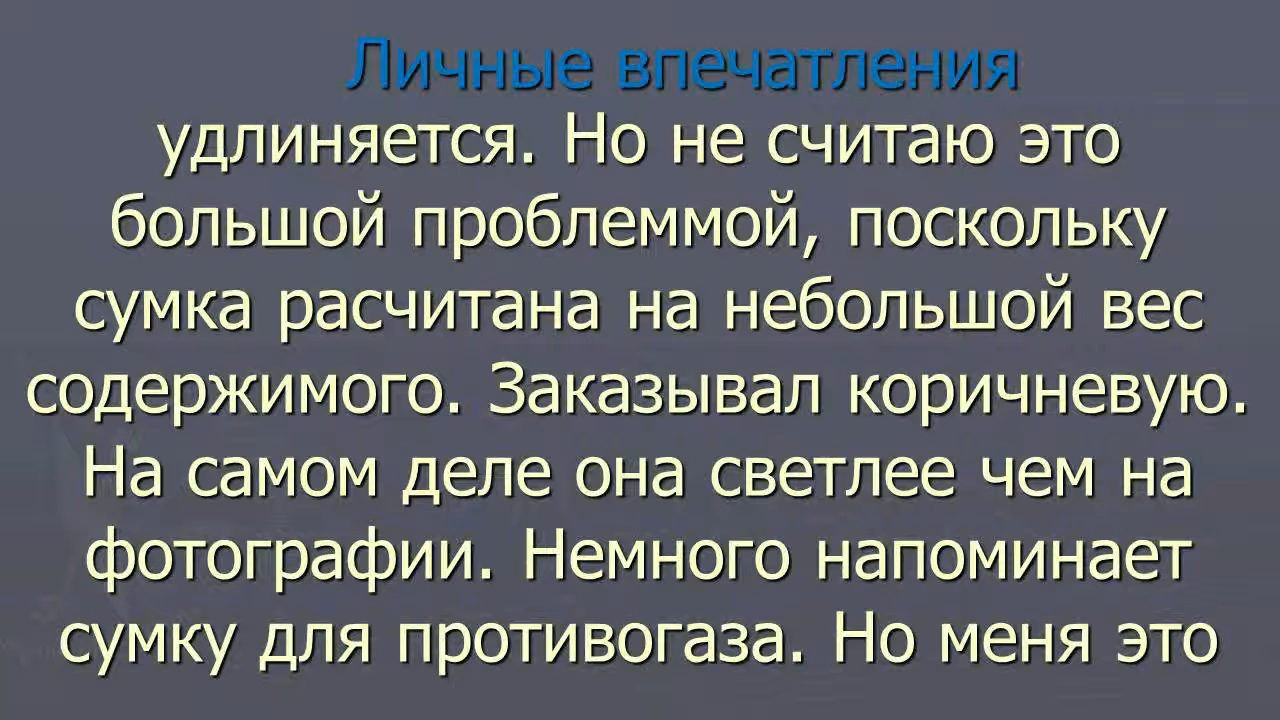 Личные впечатления
удлиняется. Но не считаю это
большой проблеммой, поскольку
сумка расчитана на небольшой вес
содержимого. Заказывал коричневую.
На самом деле она светлее чем на
фотографии. Немного напоминает
сумку для противогаза. Но меня это